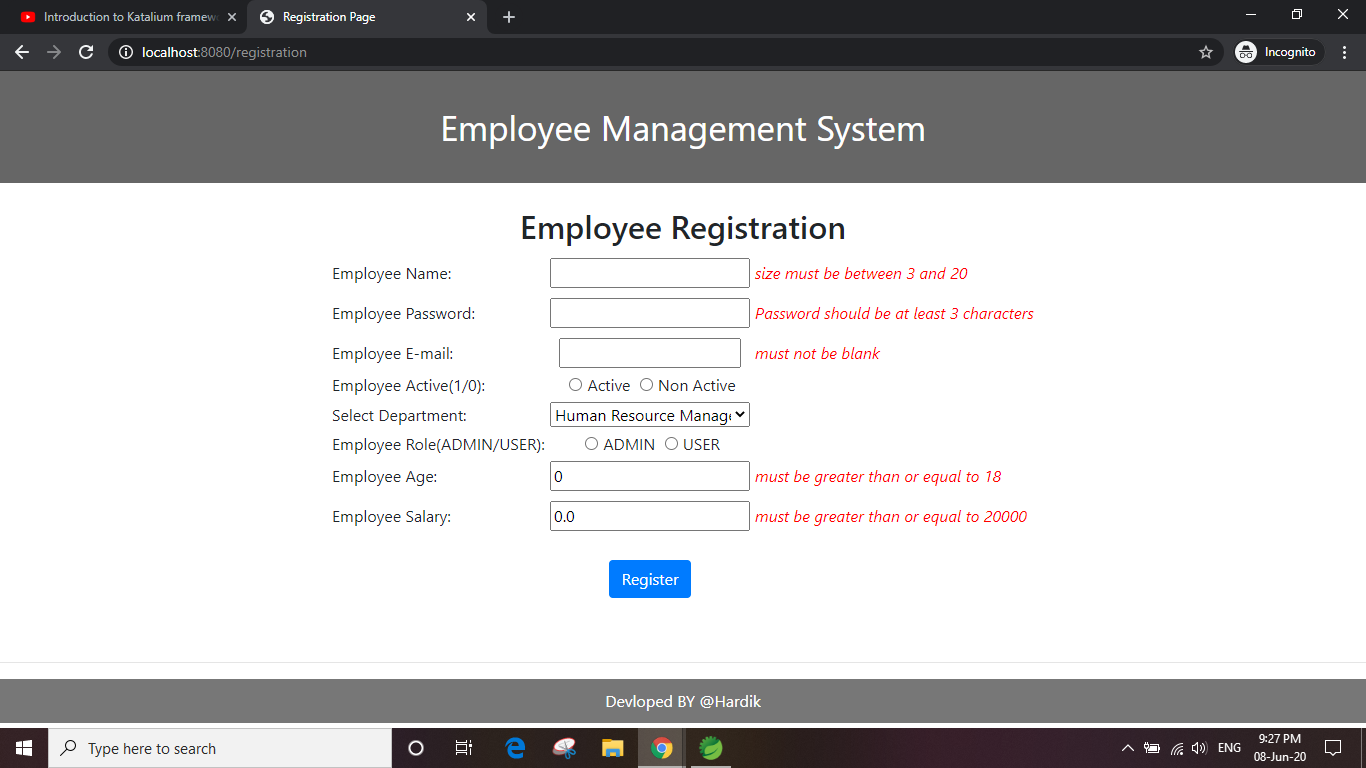 Introduction to Katalium framew
Registration Page
localhost:8080/registration
Incognito
Employee Management System
Employee Registration
Employee Name: size must be between 3 and 20
Employee Password: Password should be at least 3 characters
Employee E-mail: must not be blank
Employee Active(1/0): Active Non Active
Select Department: Human Resource Manage
Employee Role(ADMIN/USER): ADMIN USER
Employee Age: 0 must be greater than or equal to 18
Employee Salary: 0.0 must be greater than or equal to 20000
Register
Devloped BY @Hardik
Type here to search
ENG
9:27 PM
08-Jun-20